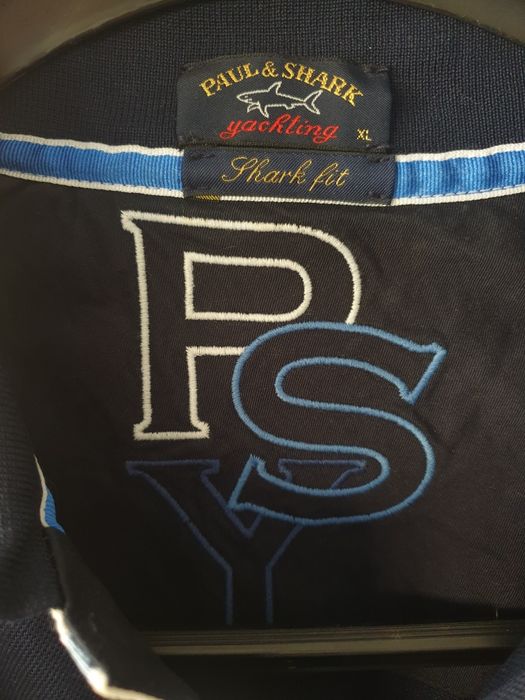 PAUL & SHARK
yachting XL
Shark fit
P
S
Y